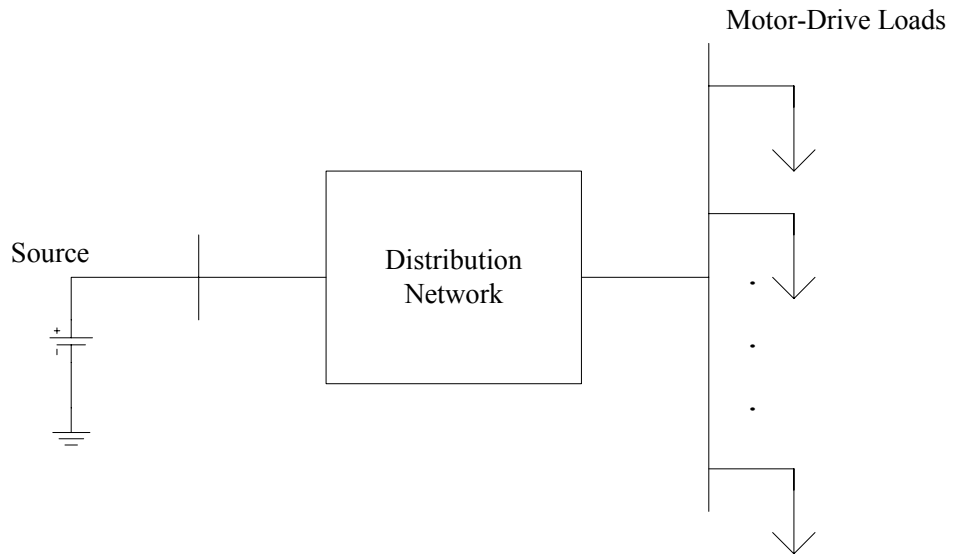 Motor-Drive Loads
Source
Distribution
Network
+
-